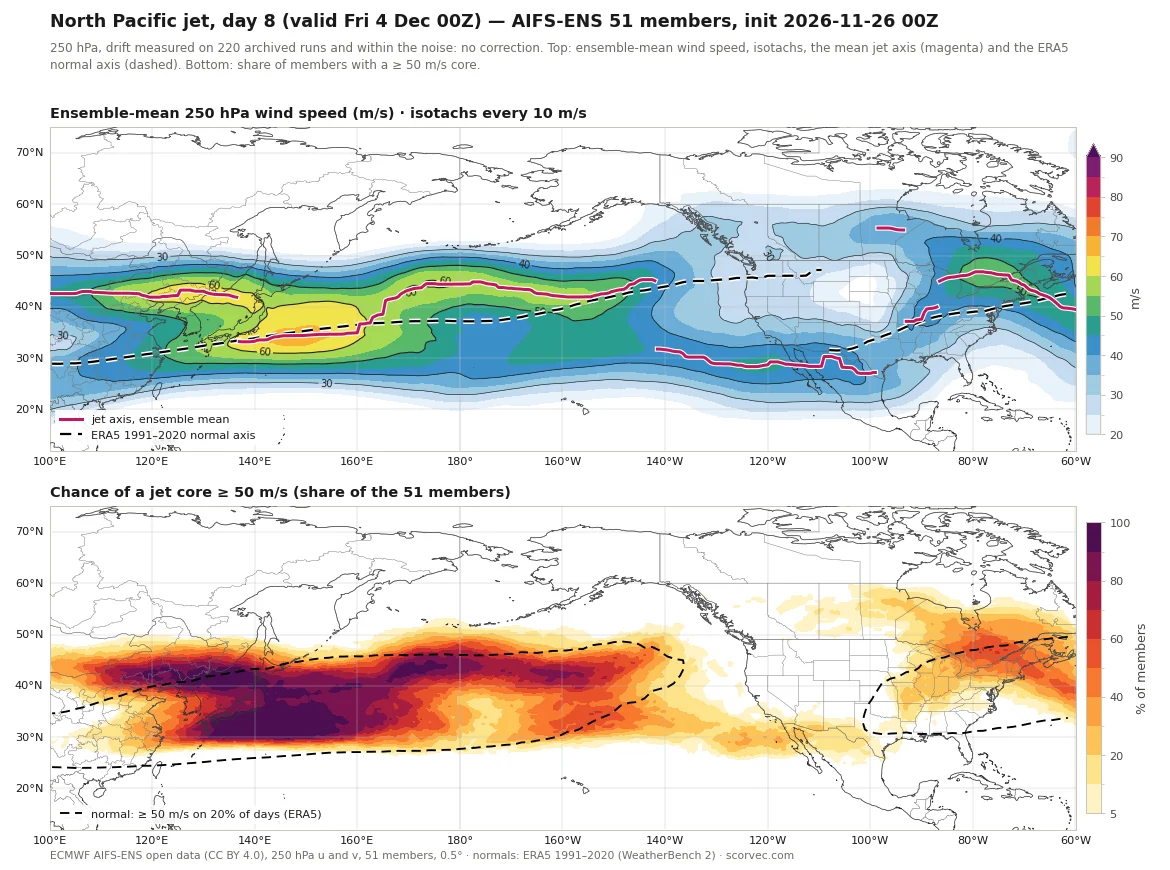 North Pacific jet, day 8 (valid Fri 4 Dec 00Z) — AIFS-ENS 51 members, init 2026-11-26 00Z
250 hPa, drift measured on 220 archived runs and within the noise: no correction. Top: ensemble-mean wind speed, isotachs, the mean jet axis (magenta) and the ERA5
normal axis (dashed). Bottom: share of members with a ≥ 50 m/s core.
Ensemble-mean 250 hPa wind speed (m/s) · isotachs every 10 m/s
70°N
60°N
50°N
40°N
30°N
20°N
30
60
40
30
40
30
60
30
jet axis, ensemble mean
ERA5 1991–2020 normal axis
100°E 120°E 140°E 160°E 180° 160°W 140°W 120°W 100°W 80°W 60°W
90
80
70
60
50
40
30
20
m/s
Chance of a jet core ≥ 50 m/s (share of the 51 members)
70°N
60°N
50°N
40°N
30°N
20°N
normal: ≥ 50 m/s on 20% of days (ERA5)
100°E 120°E 140°E 160°E 180° 160°W 140°W 120°W 100°W 80°W 60°W
100
80
60
40
20
5
% of members
ECMWF AIFS-ENS open data (CC BY 4.0), 250 hPa u and v, 51 members, 0.5° · normals: ERA5 1991–2020 (WeatherBench 2) · scorvec.com